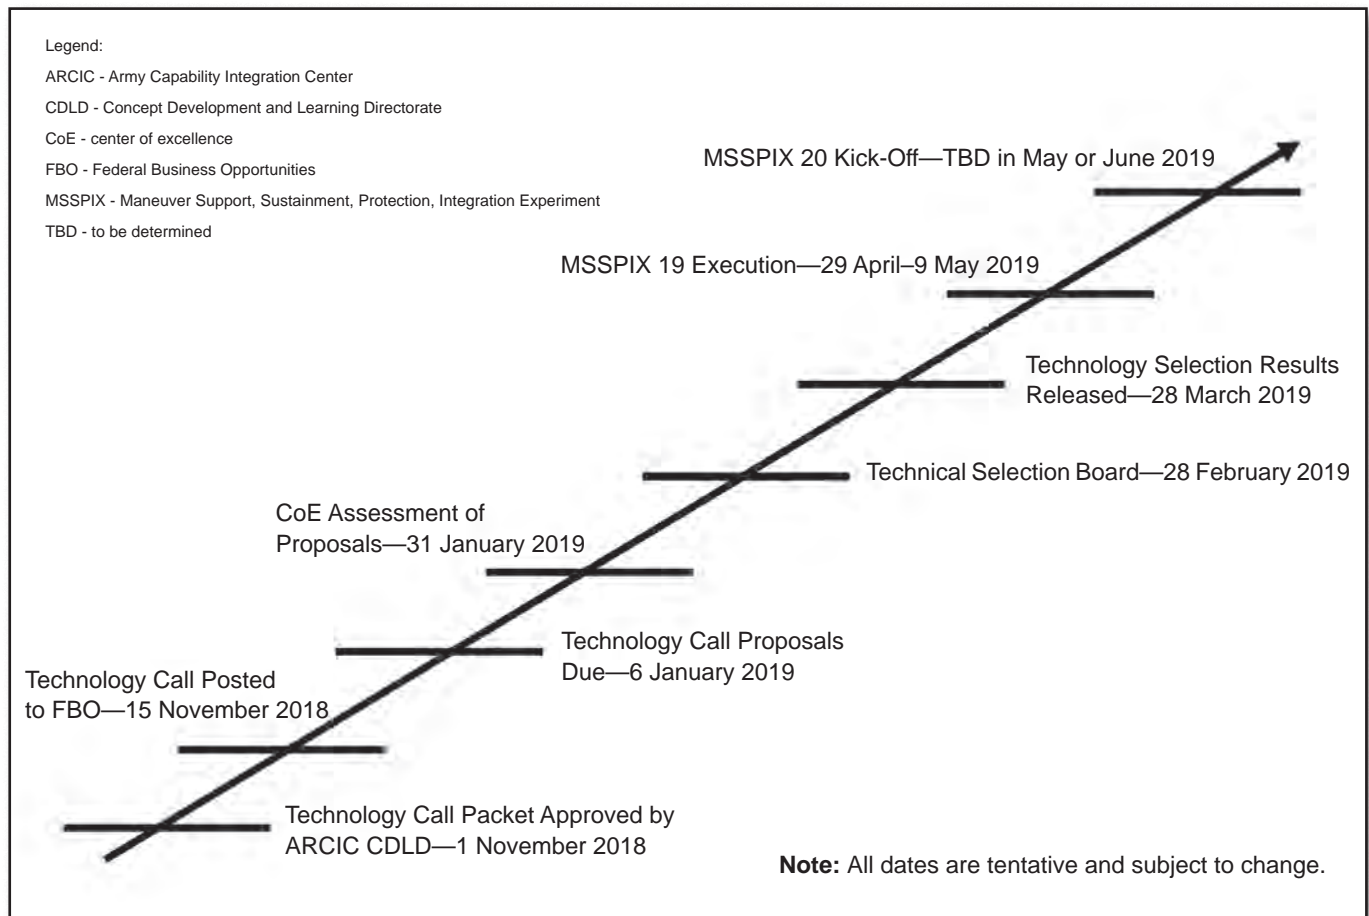 Legend:
ARCIC - Army Capability Integration Center
CDLD - Concept Development and Learning Directorate
CoE - center of excellence
FBO - Federal Business Opportunities
MSSPIX - Maneuver Support, Sustainment, Protection, Integration Experiment
TBD - to be determined
MSSPIX 20 Kick-Off—TBD in May or June 2019
MSSPIX 19 Execution—29 April–9 May 2019
Technology Selection Results
Released—28 March 2019
Technical Selection Board—28 February 2019
CoE Assessment of
Proposals—31 January 2019
Technology Call Proposals
Due—6 January 2019
Technology Call Posted
to FBO—15 November 2018
Technology Call Packet Approved by
ARCIC CDLD—1 November 2018
Note: All dates are tentative and subject to change.